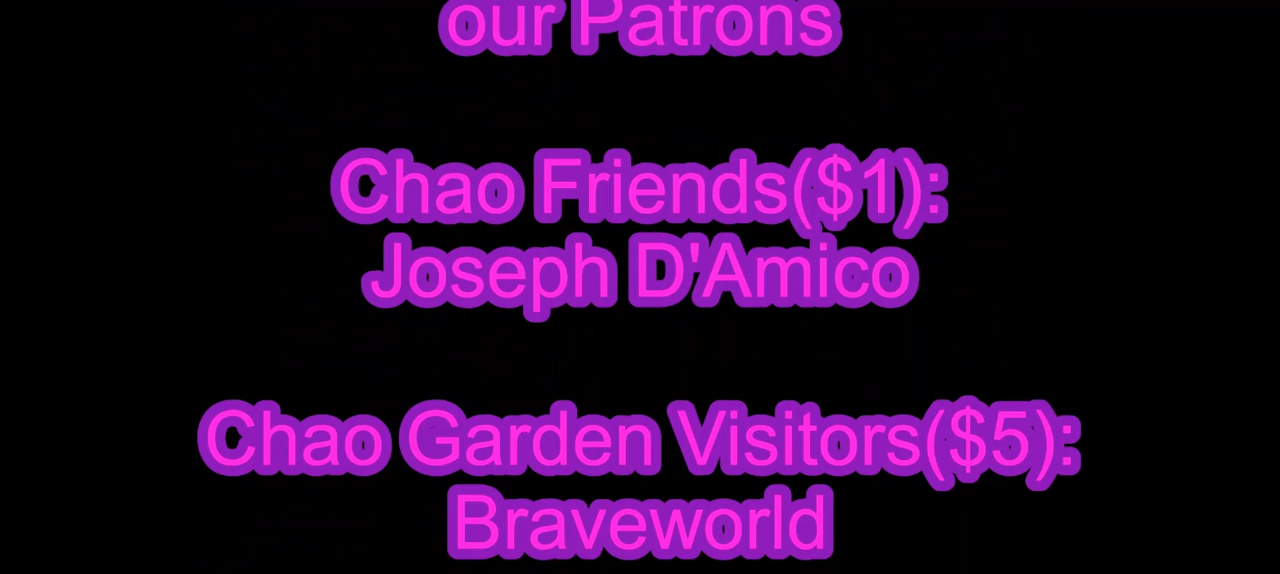 our Patrons
Chao Friends($1):
Joseph D'Amico
Chao Garden Visitors($5):
Braveworld